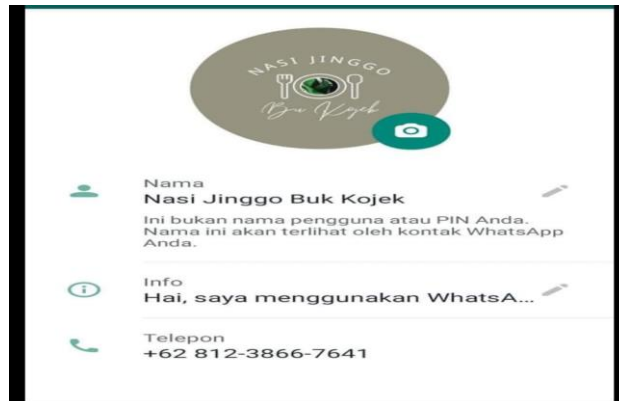 NASI JINGGO
Buk Kojek
Nama
Nasi Jinggo Buk Kojek
Ini bukan nama pengguna atau PIN Anda.
Nama ini akan terlihat oleh kontak WhatsApp
Anda.
Info
Hai, saya menggunakan WhatsA...
Telepon
+62 812-3866-7641